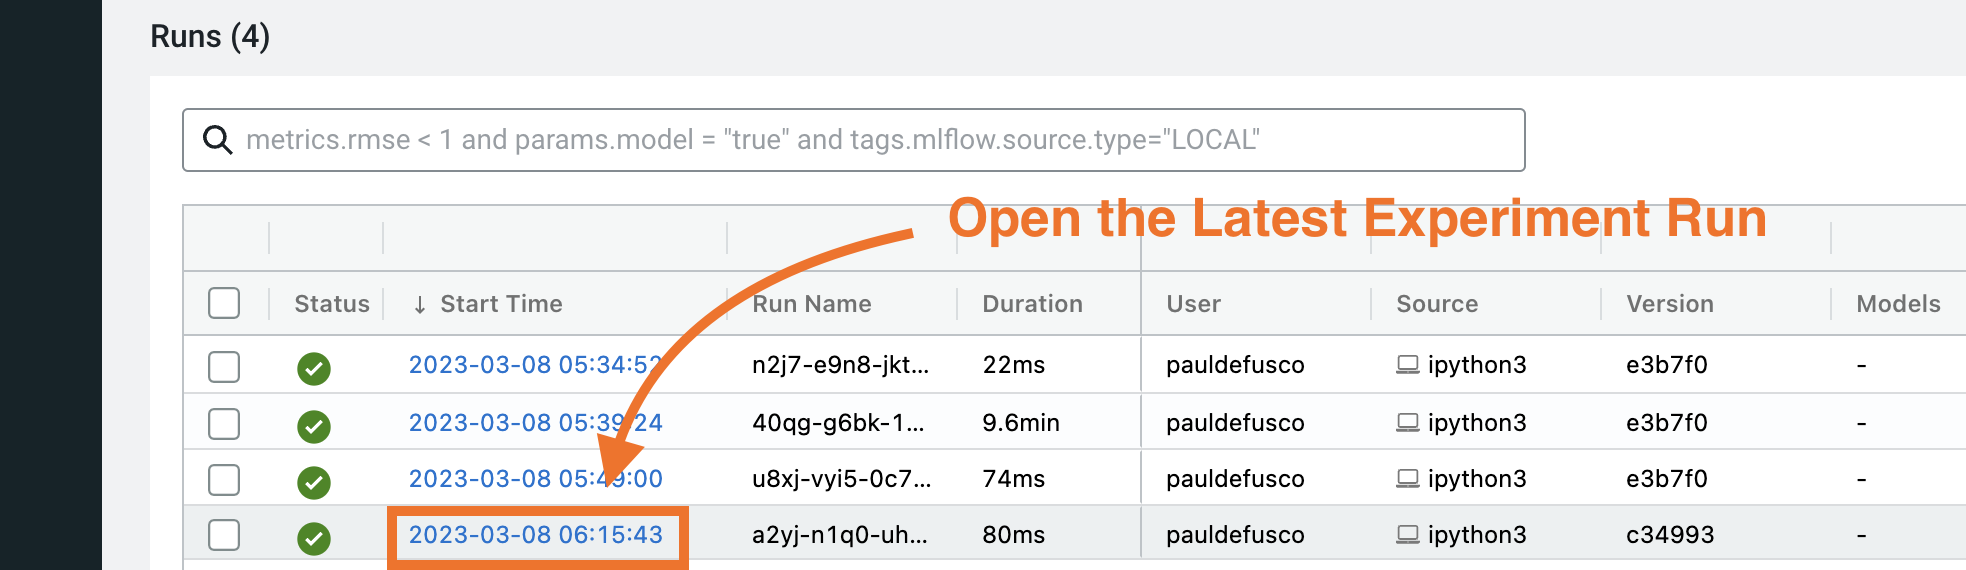 Runs (4)
metrics.rmse < 1 and params.model = "true" and tags.mlflow.source.type="LOCAL"
Open the Latest Experiment Run
Status ↓ Start Time Run Name Duration User Source Version Models
2023-03-08 05:34:52 n2j7-e9n8-jkt... 22ms pauldefusco ipython3 e3b7f0 -
2023-03-08 05:39:24 40qg-g6bk-1... 9.6min pauldefusco ipython3 e3b7f0 -
2023-03-08 05:49:00 u8xj-vyi5-0c7... 74ms pauldefusco ipython3 e3b7f0 -
2023-03-08 06:15:43 a2yj-n1q0-uh... 80ms pauldefusco ipython3 c34993 -